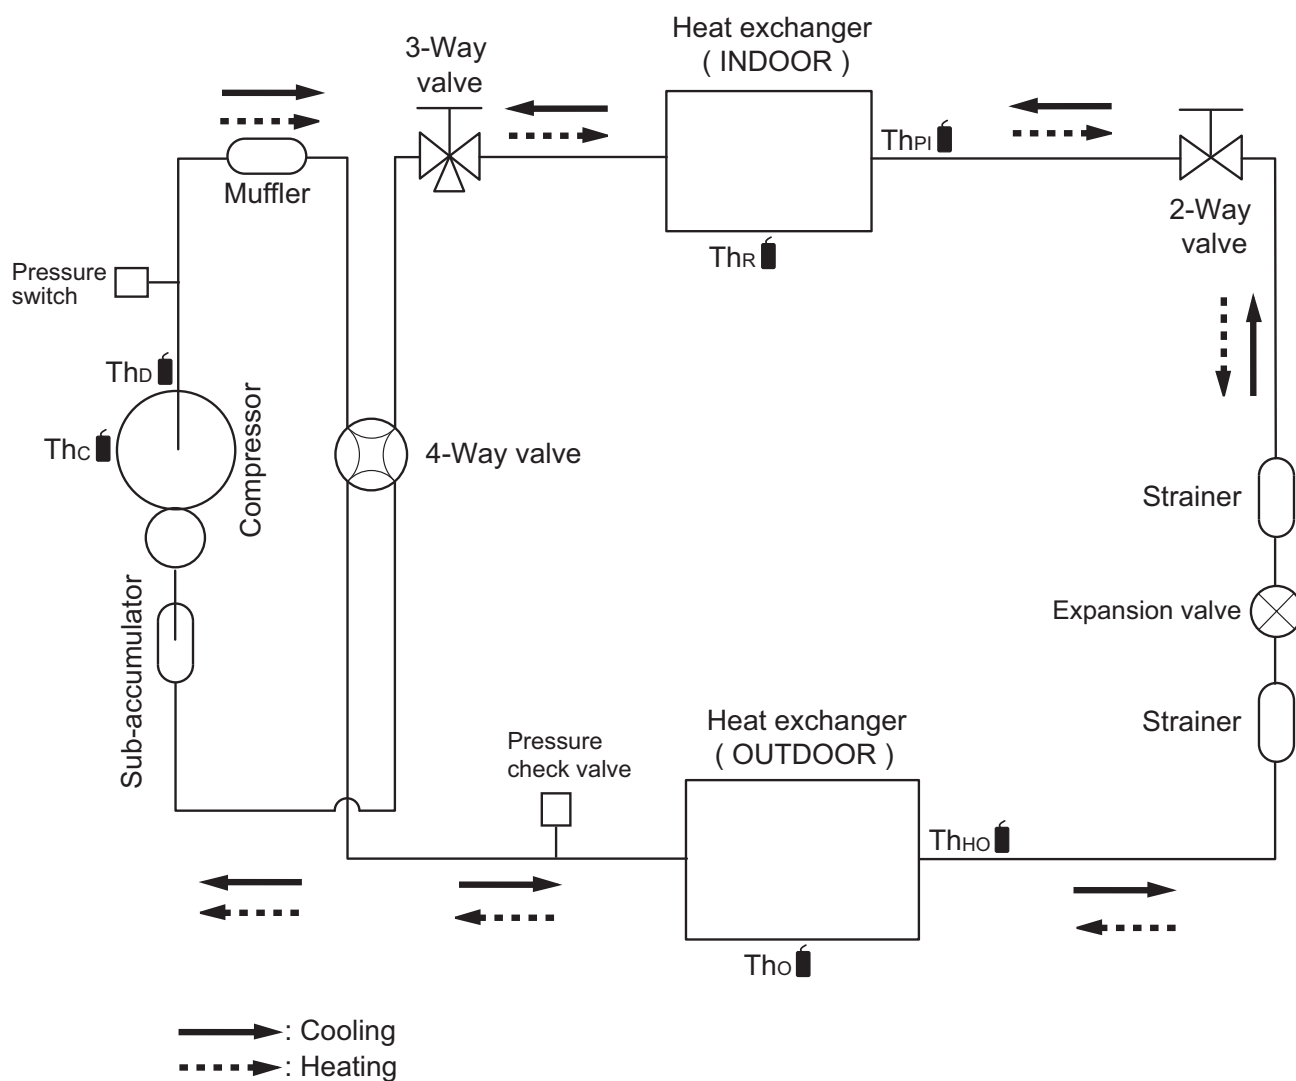 Heat exchanger
( INDOOR )
3-Way
valve
ThPI
Muffler
2-Way
valve
ThR
Pressure
switch
ThD
Compressor
ThC
4-Way valve
Strainer
Expansion valve
Sub-accumulator
Strainer
Heat exchanger
( OUTDOOR )
Pressure
check valve
ThHO
ThO
: Cooling
: Heating